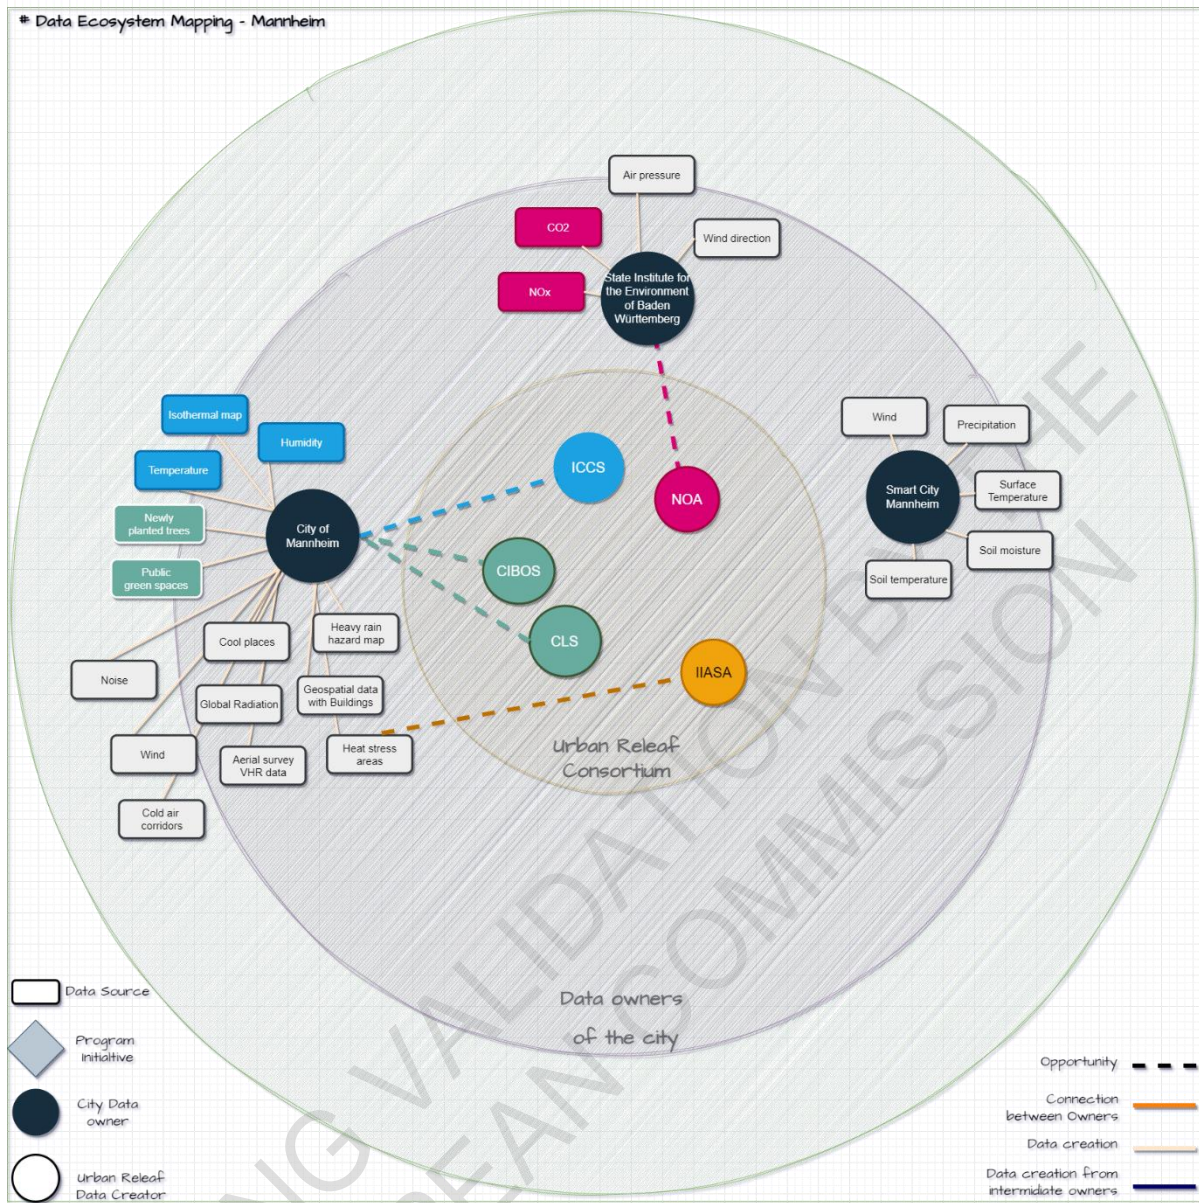 # Data Ecosystem Mapping - Mannheim
Air pressure
CO2
Wind direction
NOx
State Institute for
the Environment
of Baden
Württemberg
Isothermal map
Humidity
Temperature
Newly
planted trees
Public
green spaces
City of
Mannheim
ICCS
NOA
CIBOS
CLS
IIASA
Wind
Precipitation
Smart City
Mannheim
Surface
Temperature
Soil moisture
Soil temperature
Cool places
Heavy rain
hazard map
Noise
Global Radiation
Geospatial data
with Buildings
Wind
Aerial survey
VHR data
Heat stress
areas
Cold air
corridors
Urban Releaf
Consortium
Data owners
of the city
Data Source
Program
Initialtive
City Data
owner
Urban Releaf
Data Creator
Opportunity
Connection
between Owners
Data creation
Data creation from
intermidiate owners
NG VALIDATION BY THE
PEAN COMMISSION